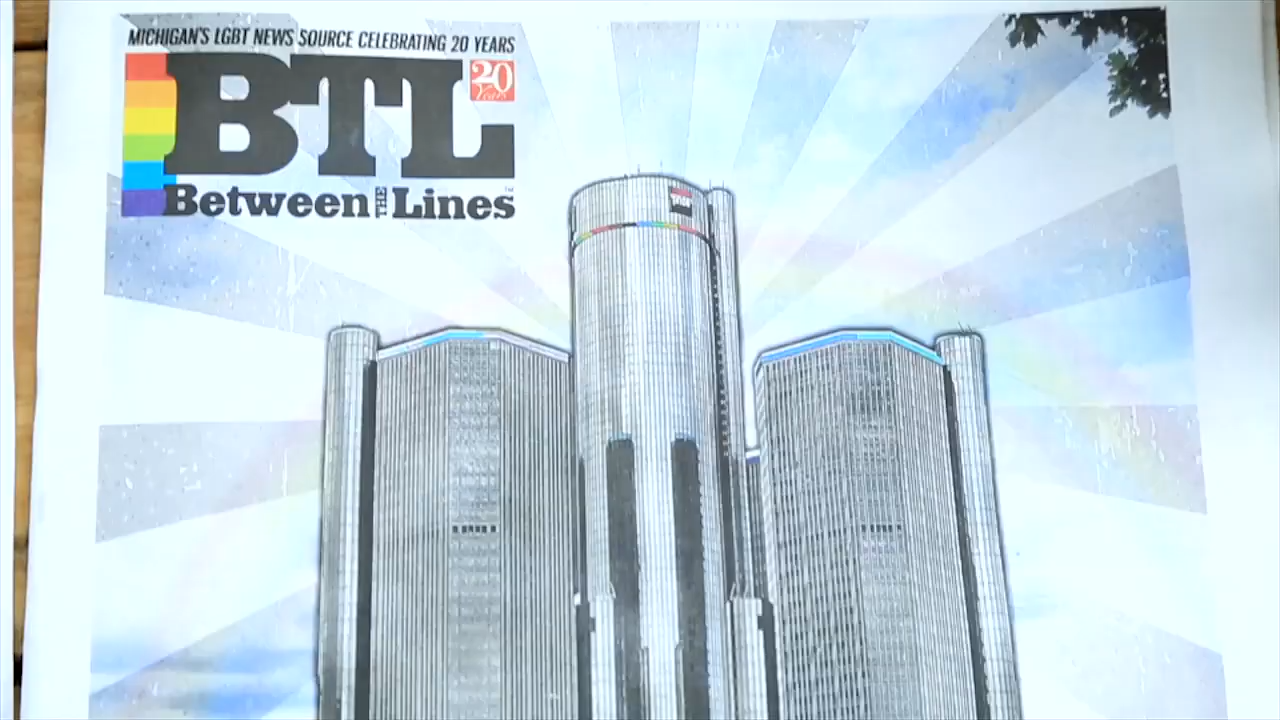 MICHIGAN'S LGBT NEWS SOURCE CELEBRATING 20 YEARS
BTL
20
Years
Between THE Lines